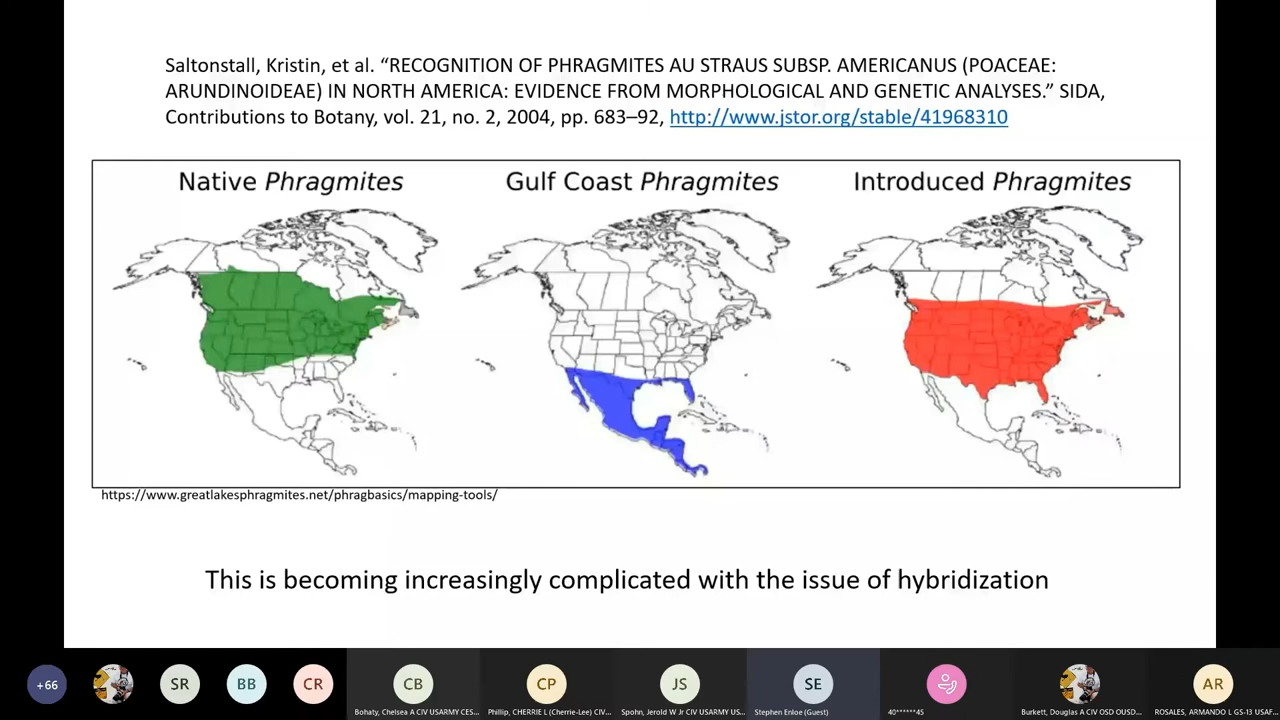 Saltonstall, Kristin, et al. “RECOGNITION OF PHRAGMITES AU STRAUS SUBSP. AMERICANUS (POACEAE:
ARUNDINOIDEAE) IN NORTH AMERICA: EVIDENCE FROM MORPHOLOGICAL AND GENETIC ANALYSES.” SIDA,
Contributions to Botany, vol. 21, no. 2, 2004, pp. 683–92, http://www.jstor.org/stable/41968310
Native Phragmites
Gulf Coast Phragmites
Introduced Phragmites
https://www.greatlakesphragmites.net/phragbasics/mapping-tools/
This is becoming increasingly complicated with the issue of hybridization
+66
SR
BB
CR
CB
Bohaty, Chelsea A CIV USARMY CES...
CP
Phillip, CHERRIE L (Cherrie-Lee) CIV...
JS
Spohn, Jerold W Jr CIV USARMY US...
SE
Stephen Enloe (Guest)
40******45
Burkett, Douglas A CIV OSD OUSD...
AR
ROSALES, ARMANDO L GS-13 USAF...